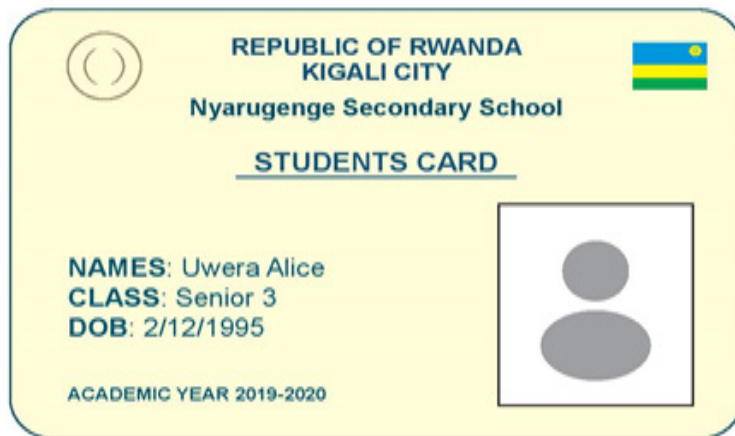 REPUBLIC OF RWANDA
KIGALI CITY
Nyarugenge Secondary School
STUDENTS CARD
NAMES: Uwera Alice
CLASS: Senior 3
DOB: 2/12/1995
ACADEMIC YEAR 2019-2020